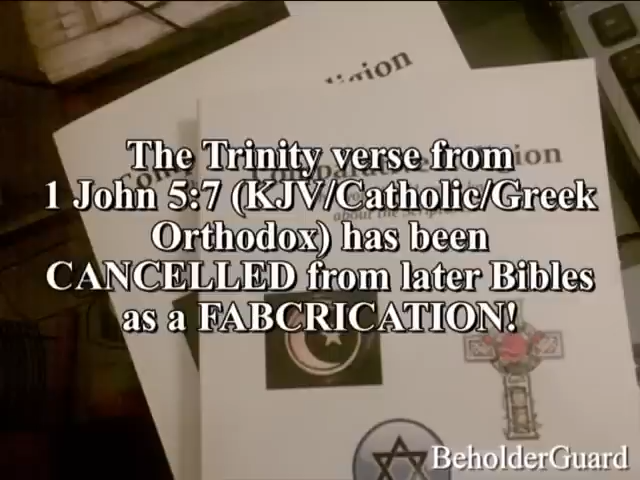 ligion
The Trinity verse from
1 John 5:7 (KJV/Catholic/Greek
Orthodox) has been
CANCELLED from later Bibles
as a FABCRICATION!
BeholderGuard